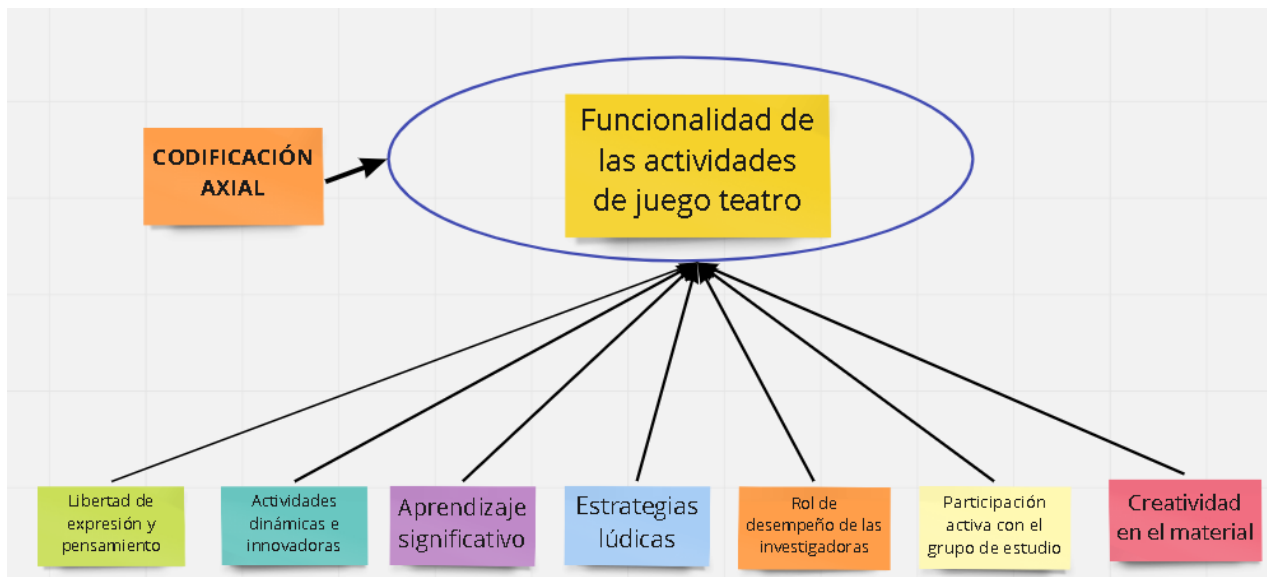 CODIFICACIÓN
AXIAL
Funcionalidad de
las actividades
de juego teatro
Libertad de
expresión y
pensamiento
Actividades
dinámicas e
innovadoras
Aprendizaje
significativo
Estrategias
lúdicas
Rol de
desempeño de las
investigadoras
Participación
activa con el
grupo de estudio
Creatividad
en el material